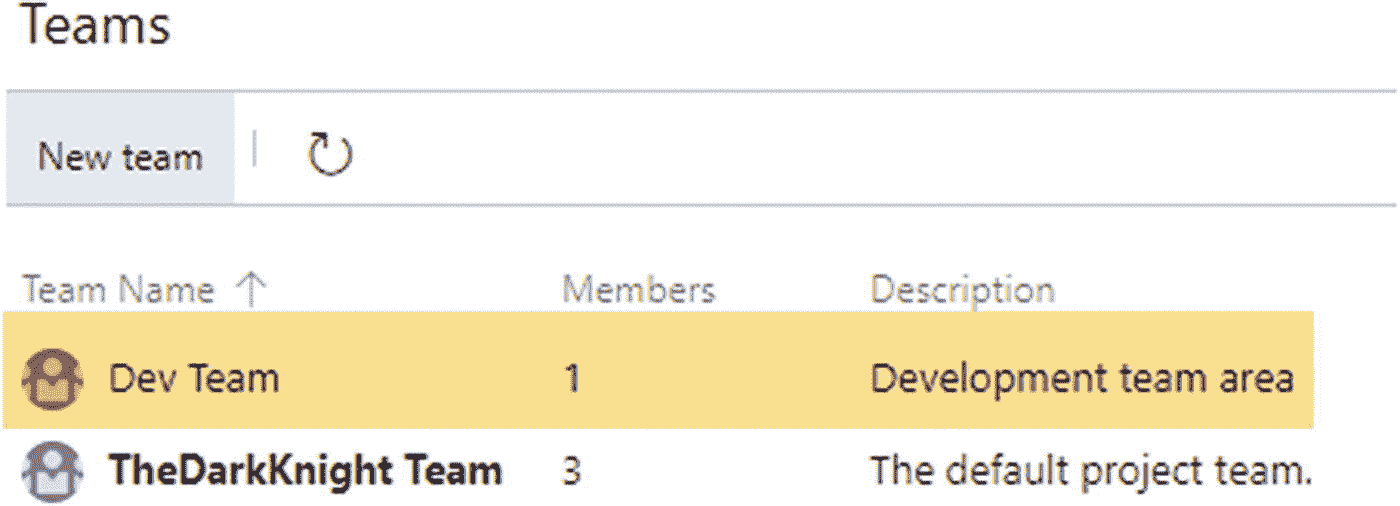 Teams
New team
Team Name Members Description
Dev Team 1 Development team area
TheDarkKnight Team 3 The default project team.